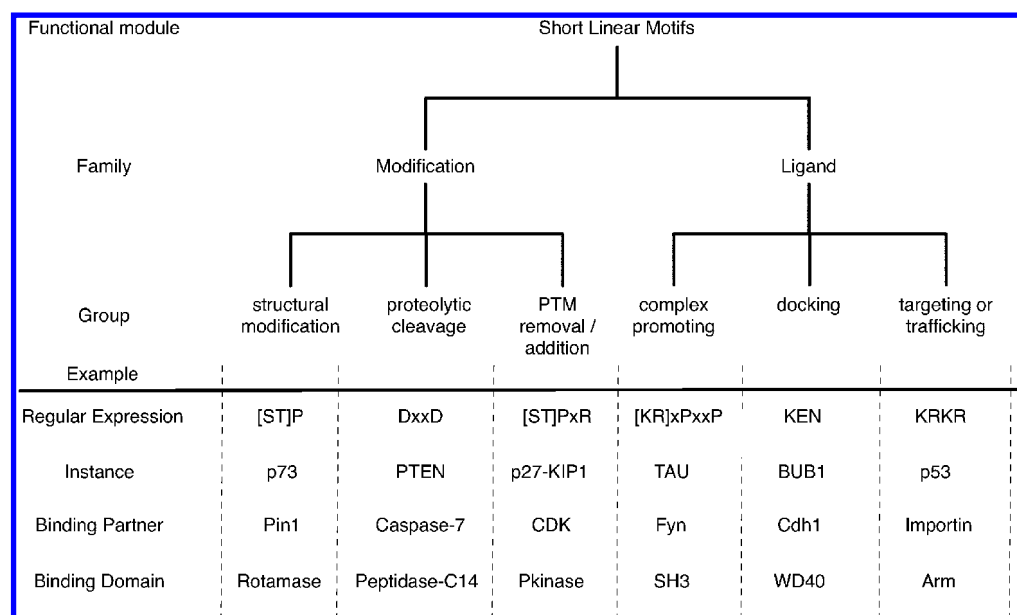 Functional module Short Linear Motifs
Family Modification Ligand
Group structural modification proteolytic cleavage PTM removal / addition complex promoting docking targeting or trafficking
Example
Regular Expression [ST]P DxxD [ST]PxR [KR]xPxxP KEN KRKR
Instance p73 PTEN p27-KIP1 TAU BUB1 p53
Binding Partner Pin1 Caspase-7 CDK Fyn Cdh1 Importin
Binding Domain Rotamase Peptidase-C14 Pkinase SH3 WD40 Arm